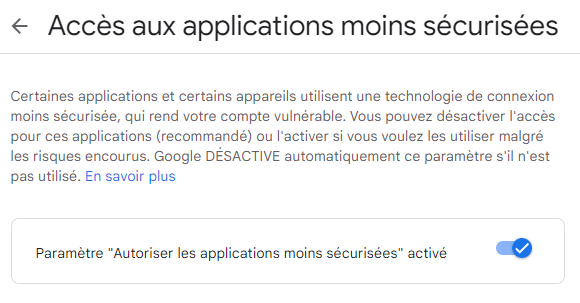 Accès aux applications moins sécurisées
Certaines applications et certains appareils utilisent une technologie de connexion
moins sécurisée, qui rend votre compte vulnérable. Vous pouvez désactiver l'accès
pour ces applications (recommandé) ou l'activer si vous voulez les utiliser malgré
les risques encourus. Google DÉSACTIVE automatiquement ce paramètre s'il n'est
pas utilisé. En savoir plus
Paramètre "Autoriser les applications moins sécurisées" activé